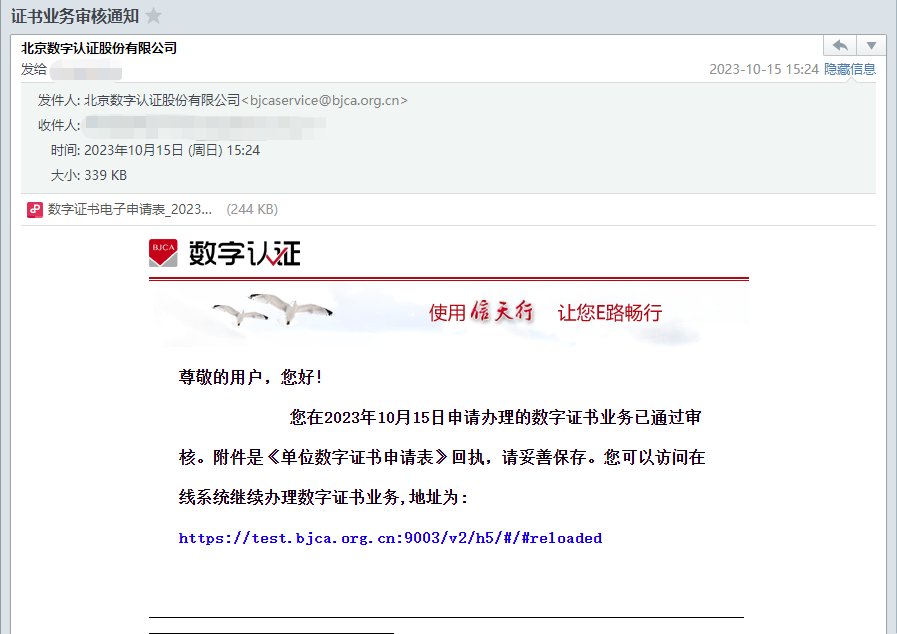 证书业务审核通知
北京数字认证股份有限公司
发给
2023-10-15 15:24 隐藏信息
发件人: 北京数字认证股份有限公司<bjcaservice@bjca.org.cn>
收件人:
时间: 2023年10月15日 (周日) 15:24
大小: 339 KB
数字证书电子申请表_2023... (244 KB)
BJCA 数字认证
使用信天行 让您E路畅行
尊敬的用户，您好！
您在2023年10月15日申请办理的数字证书业务已通过审
核。附件是《单位数字证书申请表》回执，请妥善保存。您可以访问在
线系统继续办理数字证书业务,地址为：
https://test.bjca.org.cn:9003/v2/h5/#/#reloaded